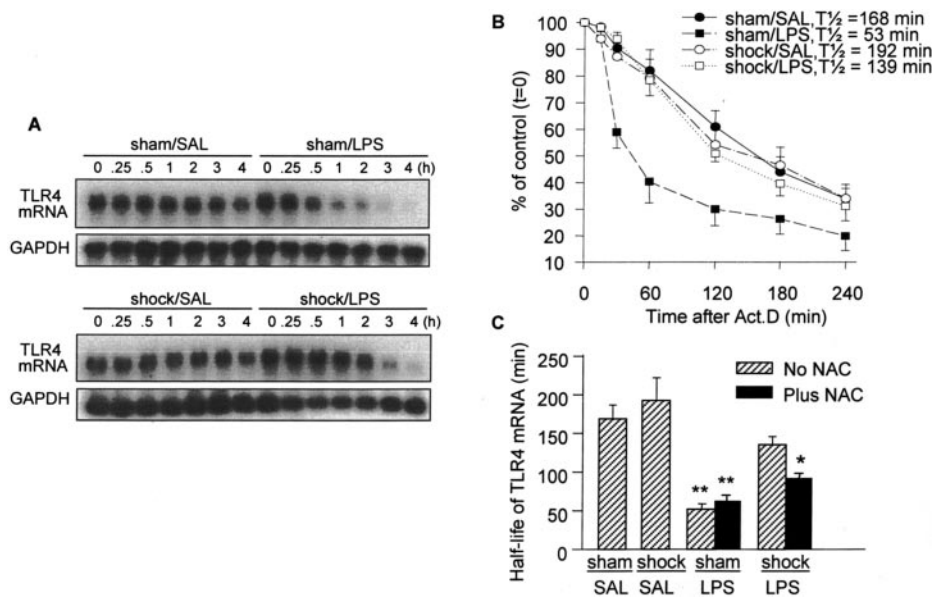 A
sham/SAL sham/LPS
0 .25 .5 1 2 3 4 0 .25 .5 1 2 3 4 (h)
TLR4
mRNA
GAPDH
shock/SAL shock/LPS
0 .25 .5 1 2 3 4 0 .25 .5 1 2 3 4 (h)
TLR4
mRNA
GAPDH
B
sham/SAL,T½ =168 min
sham/LPS,T½ = 53 min
shock/SAL,T½ = 192 min
shock/LPS,T½ = 139 min
% of control (t=0)
100
90
80
70
60
50
40
30
20
10
0 60 120 180 240
Time after Act.D (min)
C
Half-life of TLR4 mRNA (min)
250
200
150
100
50
0
No NAC
Plus NAC
** ** *
sham shock sham shock
SAL SAL LPS LPS